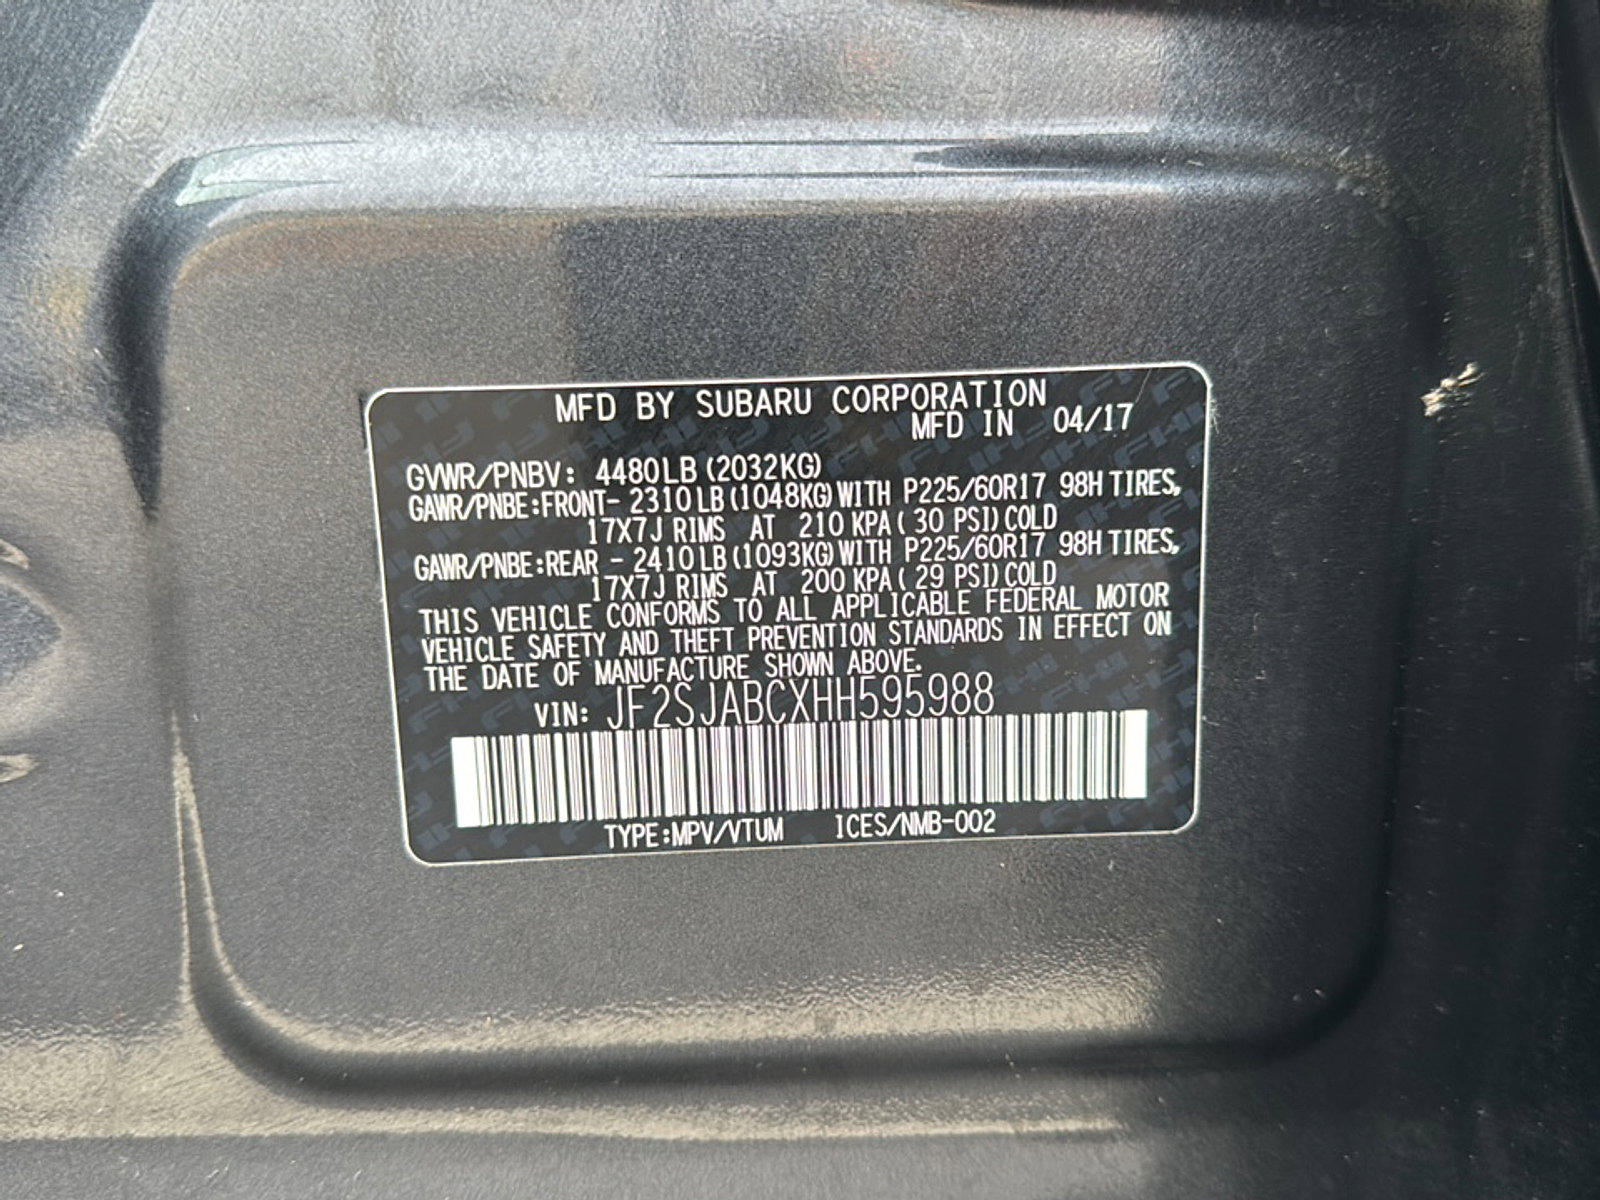 MFD BY SUBARU CORPORATION
MFD IN 04/17
GVWR/PNBV: 4480LB(2032KG)
GAWR/PNBE:FRONT- 2310LB(1048KG)WITH P225/60R17 98H TIRES,
17X7J RIMS AT 210 KPA( 30 PSI)COLD
GAWR/PNBE:REAR - 2410LB(1093KG)WITH P225/60R17 98H TIRES,
17X7J RIMS AT 200 KPA( 29 PSI)COLD
THIS VEHICLE CONFORMS TO ALL APPLICABLE FEDERAL MOTOR
VEHICLE SAFETY AND THEFT PREVENTION STANDARDS IN EFFECT ON
THE DATE OF MANUFACTURE SHOWN ABOVE.
VIN: JF2SJABCXHH595988
TYPE:MPV/VTUM ICES/NMB-002